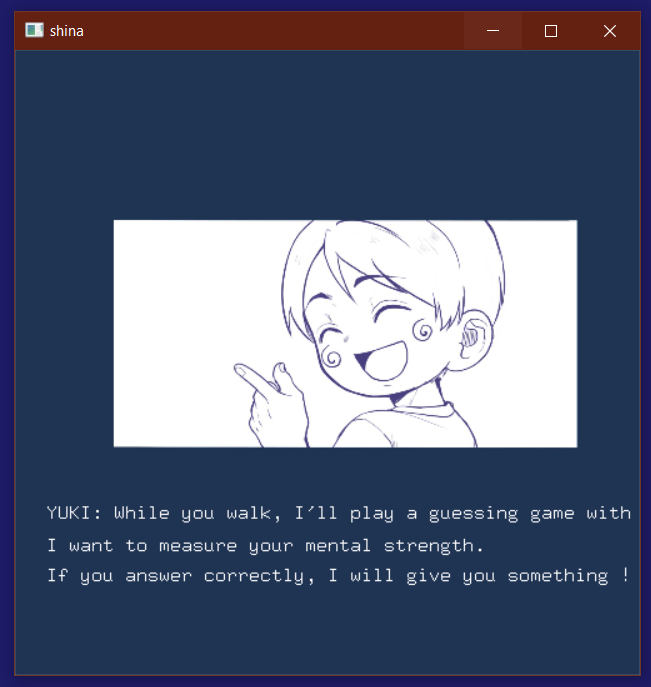 shina
YUKI: While you walk, I'll play a guessing game with
I want to measure your mental strength.
If you answer correctly, I will give you something !